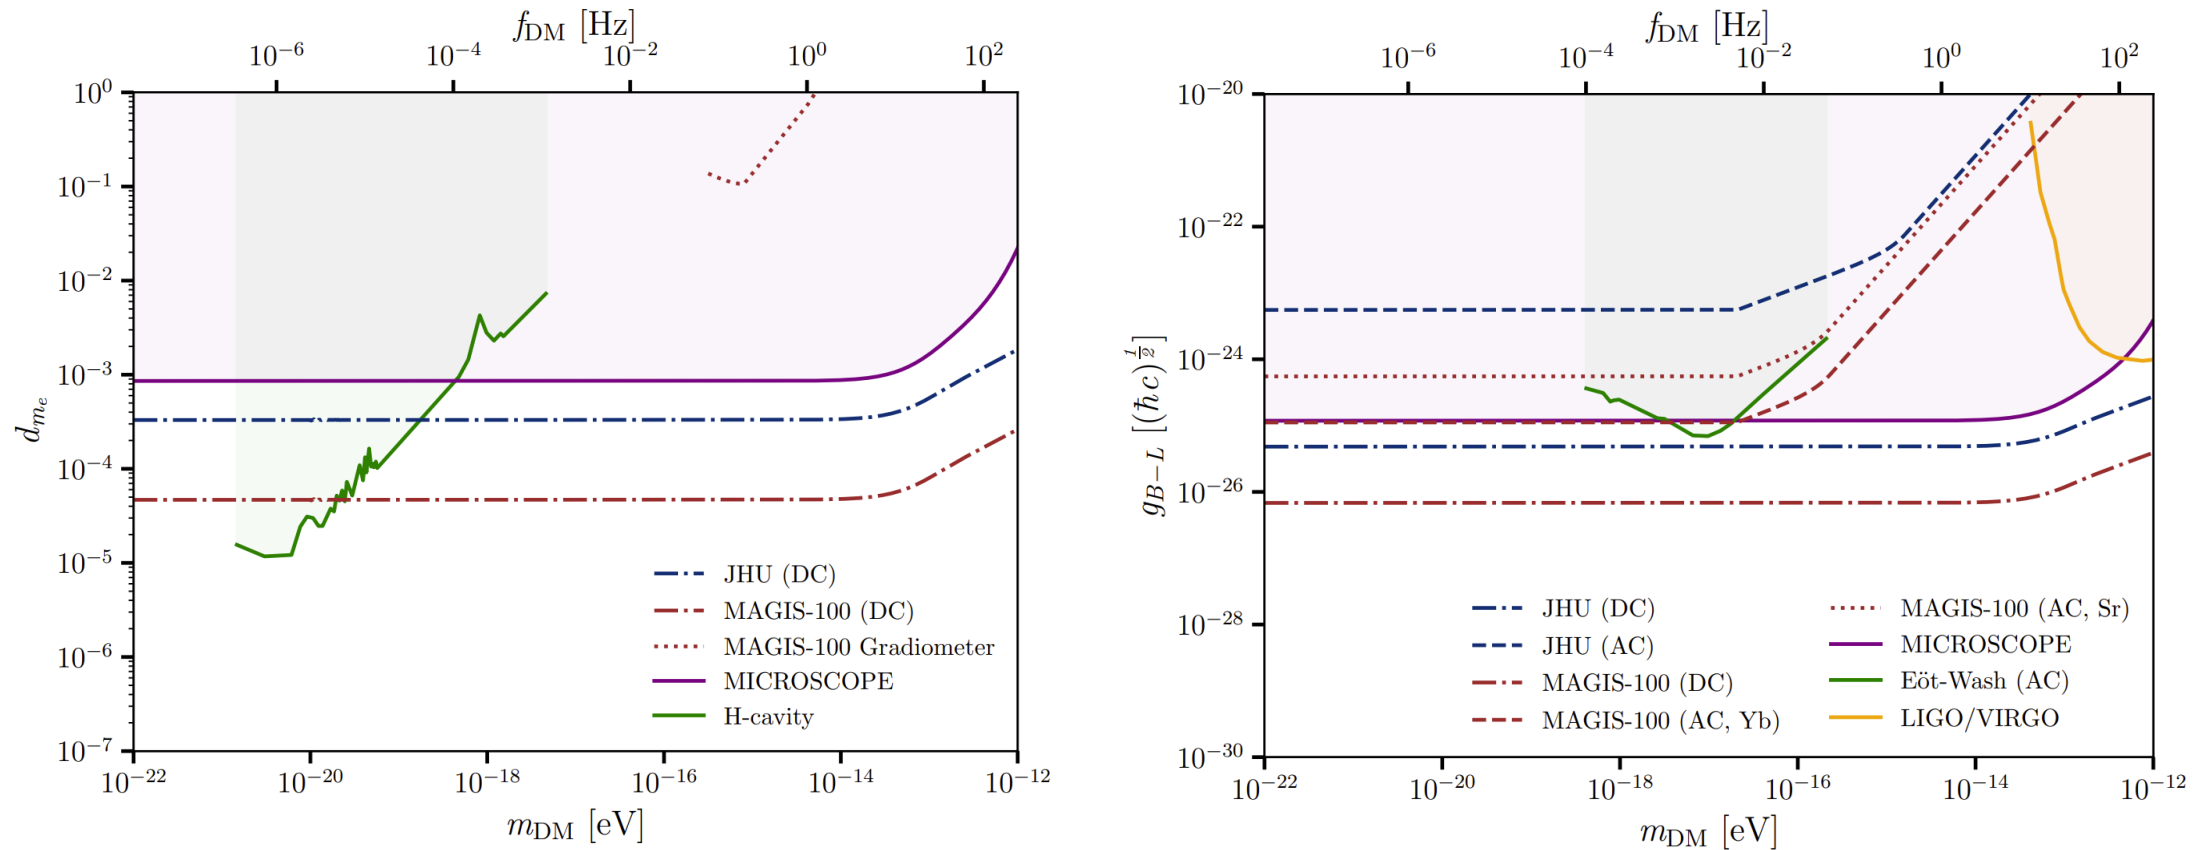 f_DM [Hz]
10^-6 10^-4 10^-2 10^0 10^2
10^0
10^-1
10^-2
10^-3
10^-4
10^-5
10^-6
10^-7
d_{m_e}
JHU (DC)
MAGIS-100 (DC)
MAGIS-100 Gradiometer
MICROSCOPE
H-cavity
10^-22 10^-20 10^-18 10^-16 10^-14 10^-12
m_DM [eV]
f_DM [Hz]
10^-6 10^-4 10^-2 10^0 10^2
10^-20
10^-22
10^-24
10^-26
10^-28
10^-30
g_{B-L} [(ħc)^{1/2}]
JHU (DC)
JHU (AC)
MAGIS-100 (DC)
MAGIS-100 (AC, Yb)
MAGIS-100 (AC, Sr)
MICROSCOPE
Eöt-Wash (AC)
LIGO/VIRGO
10^-22 10^-20 10^-18 10^-16 10^-14 10^-12
m_DM [eV]